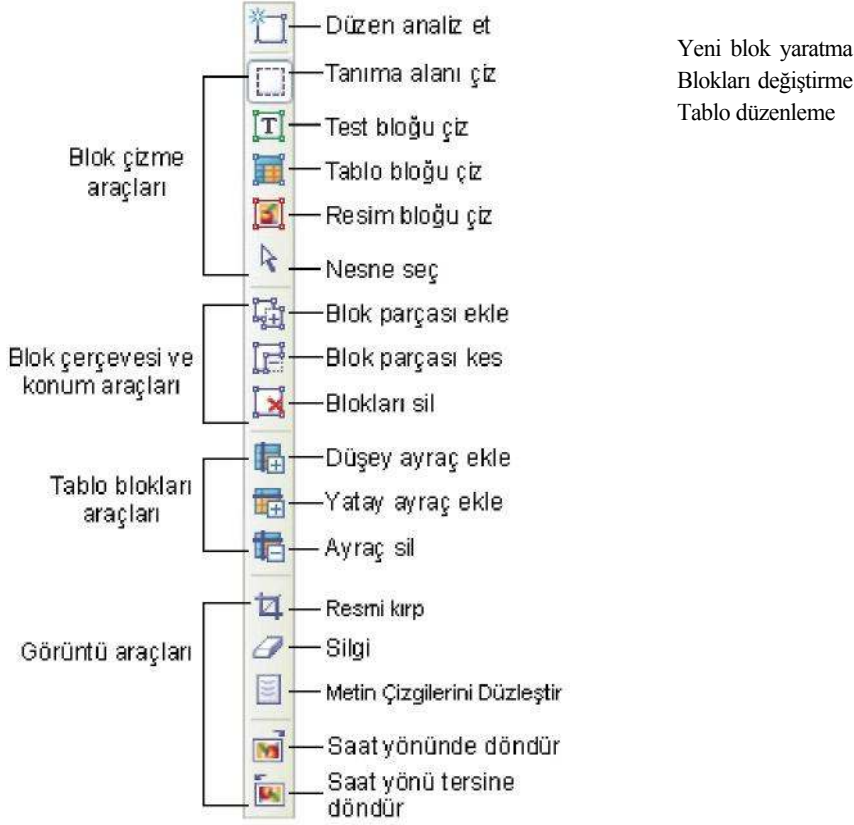 Düzen analiz et
Tanıma alanı çiz
Test bloğu çiz
Tablo bloğu çiz
Resim bloğu çiz
Nesne seç
Blok çizme
araçları
Blok parçası ekle
Blok parçası kes
Blokları sil
Blok çerçevesi ve
konum araçları
Düşey ayraç ekle
Yatay ayraç ekle
Ayraç sil
Tablo blokları
araçları
Resmi kırp
Silgi
Metin Çizgilerini Düzleştir
Saat yönünde döndür
Saat yönü tersine
döndür
Görüntü araçları
Yeni blok yaratma
Blokları değiştirme
Tablo düzenleme